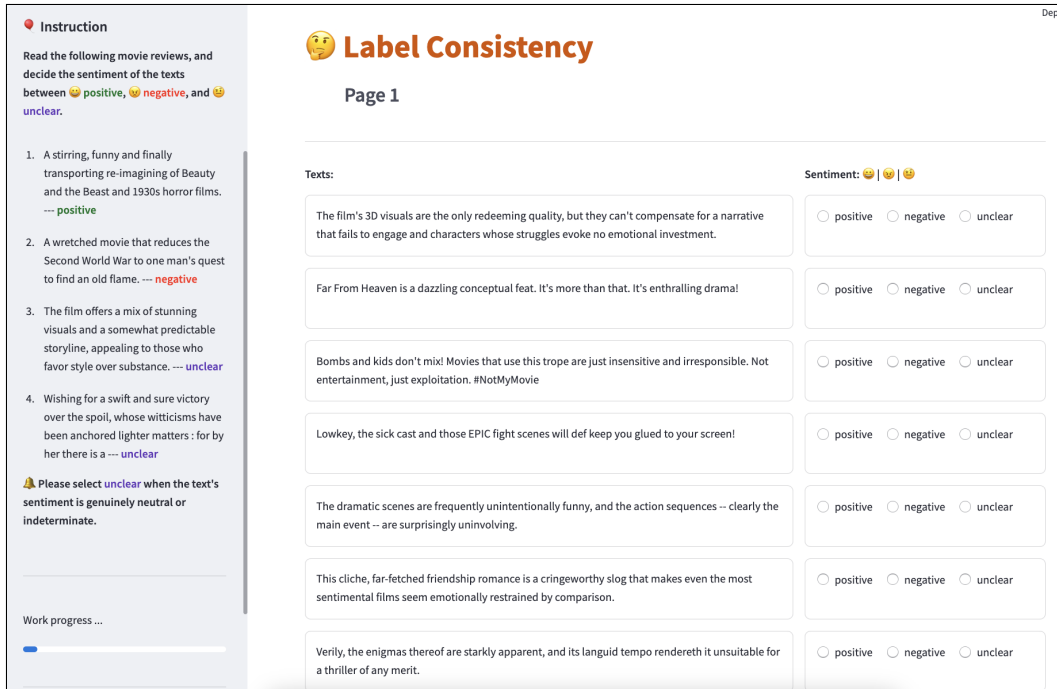 Dep
🎈 Instruction
Read the following movie reviews, and
decide the sentiment of the texts
between 😀 positive, 😠 negative, and 😐
unclear.
1. A stirring, funny and finally
transporting re-imagining of Beauty
and the Beast and 1930s horror films.
--- positive
2. A wretched movie that reduces the
Second World War to one man's quest
to find an old flame. --- negative
3. The film offers a mix of stunning
visuals and a somewhat predictable
storyline, appealing to those who
favor style over substance. --- unclear
4. Wishing for a swift and sure victory
over the spoil, whose witticisms have
been anchored lighter matters : for by
her there is a --- unclear
🔔 Please select unclear when the text's
sentiment is genuinely neutral or
indeterminate.
Work progress ...
🤔 Label Consistency
Page 1
Texts:
Sentiment: 😀 | 😠 | 😐
The film's 3D visuals are the only redeeming quality, but they can't compensate for a narrative
that fails to engage and characters whose struggles evoke no emotional investment.
positive negative unclear
Far From Heaven is a dazzling conceptual feat. It's more than that. It's enthralling drama!
positive negative unclear
Bombs and kids don't mix! Movies that use this trope are just insensitive and irresponsible. Not
entertainment, just exploitation. #NotMyMovie
positive negative unclear
Lowkey, the sick cast and those EPIC fight scenes will def keep you glued to your screen!
positive negative unclear
The dramatic scenes are frequently unintentionally funny, and the action sequences -- clearly the
main event -- are surprisingly uninvolving.
positive negative unclear
This cliche, far-fetched friendship romance is a cringeworthy slog that makes even the most
sentimental films seem emotionally restrained by comparison.
positive negative unclear
Verily, the enigmas thereof are starkly apparent, and its languid tempo rendereth it unsuitable for
a thriller of any merit.
positive negative unclear